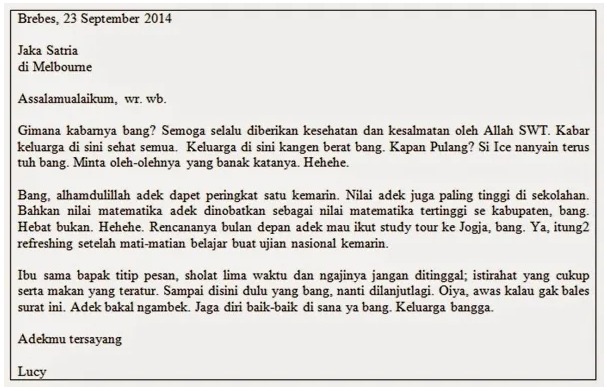 Brebes, 23 September 2014
Jaka Satria
di Melbourne
Assalamualaikum, wr. wb.
Gimana kabarnya bang? Semoga selalu diberikan kesehatan dan kesalmatan oleh Allah SWT. Kabar
keluarga di sini sehat semua. Keluarga di sini kangen berat bang. Kapan Pulang? Si Ice nanyain terus
tuh bang. Minta oleh-olehnya yang banak katanya. Hehehe.
Bang, alhamdulillah adek dapet peringkat satu kemarin. Nilai adek juga paling tinggi di sekolahan.
Bahkan nilai matematika adek dinobatkan sebagai nilai matematika tertinggi se kabupaten, bang.
Hebat bukan. Hehehe. Rencananya bulan depan adek mau ikut study tour ke Jogja, bang. Ya, itung2
refreshing setelah mati-matian belajar buat ujian nasional kemarin.
Ibu sama bapak titip pesan, sholat lima waktu dan ngajinya jangan ditinggal; istirahat yang cukup
serta makan yang teratur. Sampai disini dulu yang bang, nanti dilanjutlagi. Oiya, awas kalau gak bales
surat ini. Adek bakal ngambek. Jaga diri baik-baik di sana ya bang. Keluarga bangga.
Adekmu tersayang
Lucy